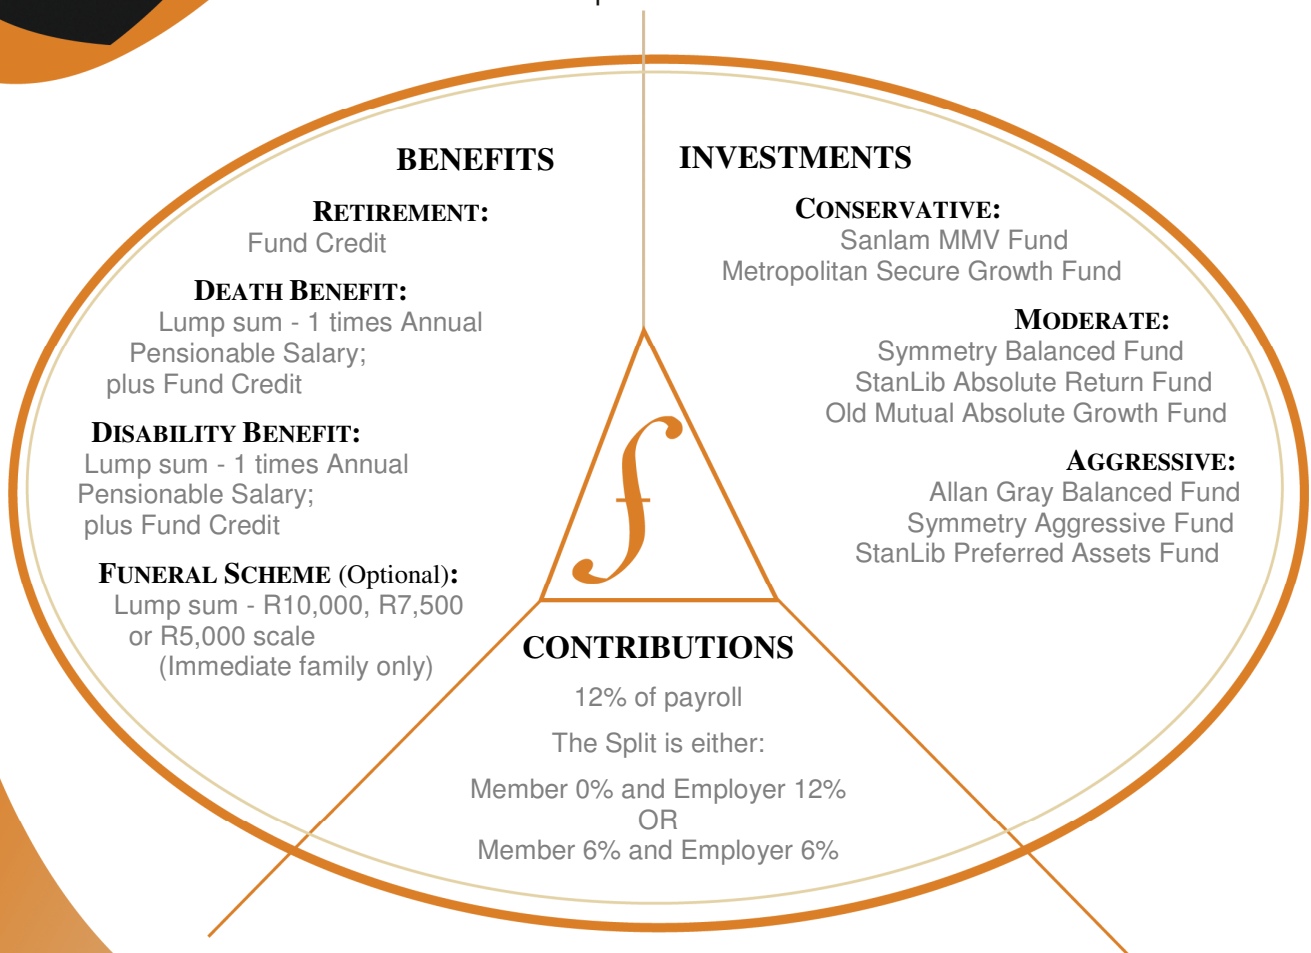 BENEFITS
RETIREMENT:
Fund Credit
DEATH BENEFIT:
Lump sum - 1 times Annual
Pensionable Salary;
plus Fund Credit
DISABILITY BENEFIT:
Lump sum - 1 times Annual
Pensionable Salary;
plus Fund Credit
FUNERAL SCHEME (Optional):
Lump sum - R10,000, R7,500
or R5,000 scale
(Immediate family only)
INVESTMENTS
CONSERVATIVE:
Sanlam MMV Fund
Metropolitan Secure Growth Fund
MODERATE:
Symmetry Balanced Fund
StanLib Absolute Return Fund
Old Mutual Absolute Growth Fund
AGGRESSIVE:
Allan Gray Balanced Fund
Symmetry Aggressive Fund
StanLib Preferred Assets Fund
f
CONTRIBUTIONS
12% of payroll
The Split is either:
Member 0% and Employer 12%
OR
Member 6% and Employer 6%